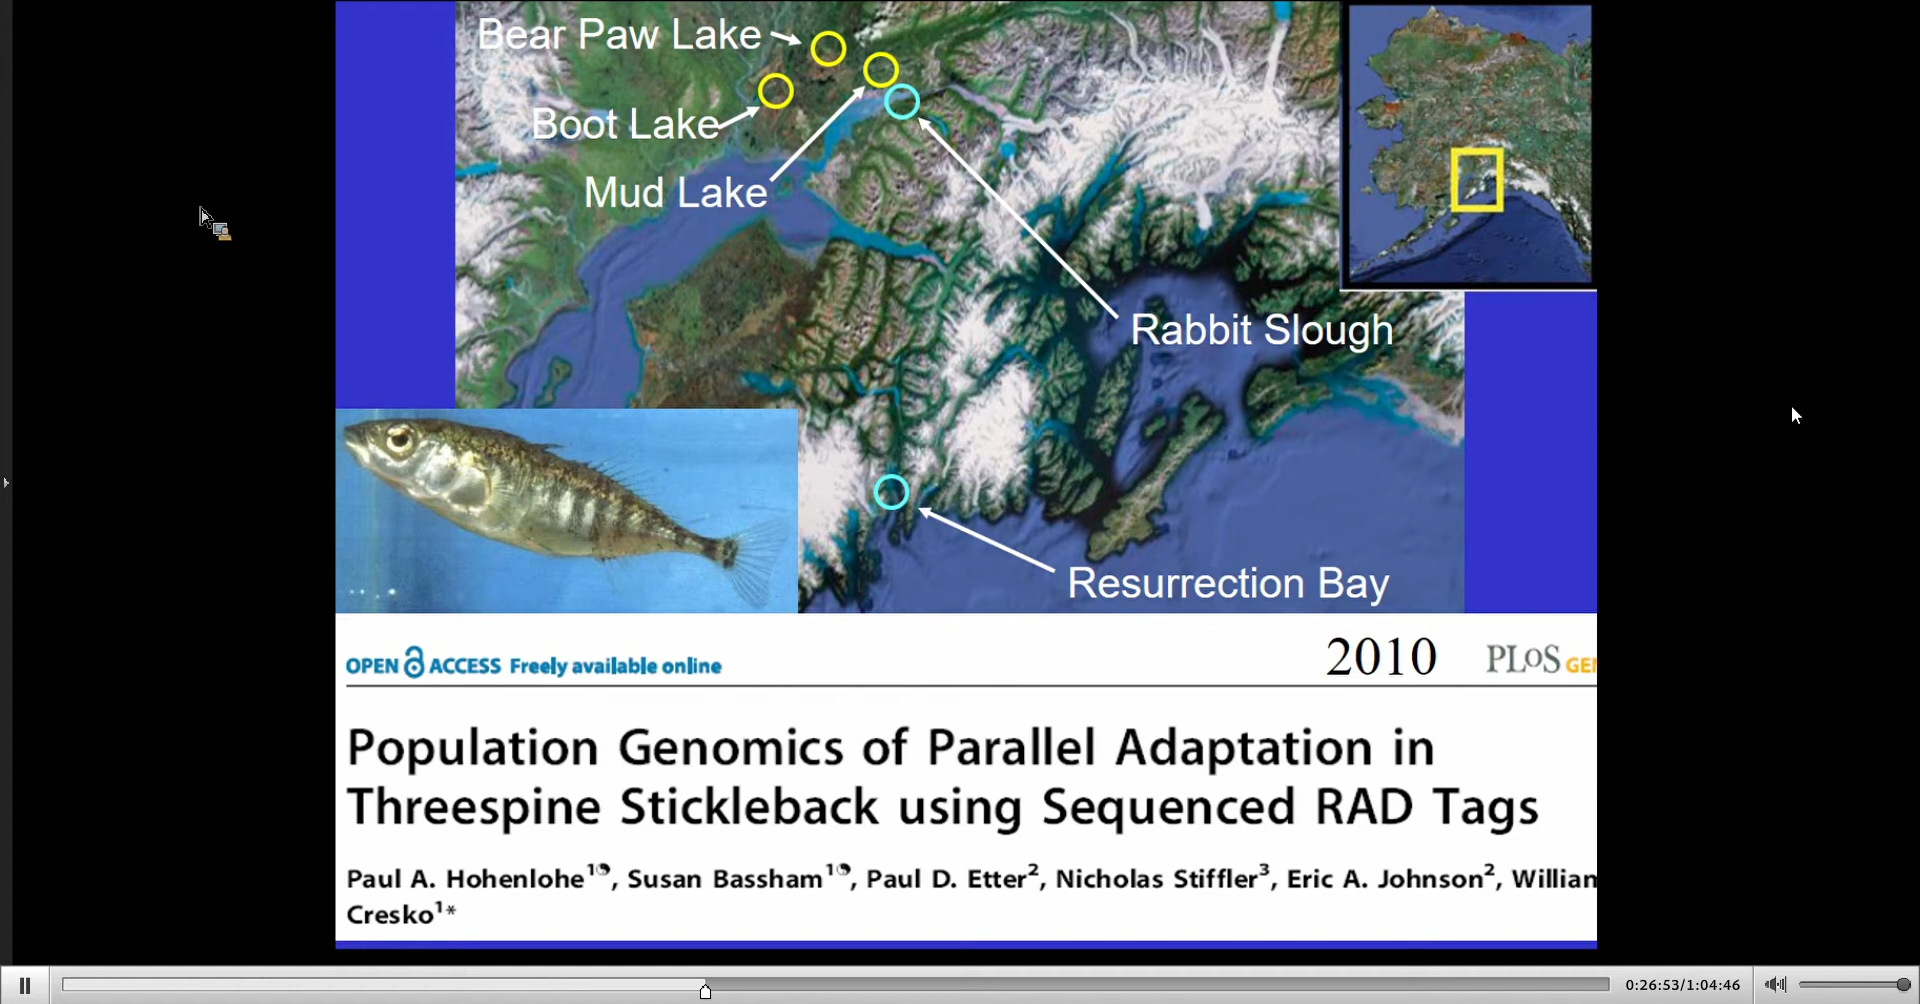 Bear Paw Lake
Boot Lake
Mud Lake
Rabbit Slough
Resurrection Bay
OPEN ACCESS Freely available online
2010
PLoS GEN
Population Genomics of Parallel Adaptation in
Threespine Stickleback using Sequenced RAD Tags
Paul A. Hohenlohe1, Susan Bassham1, Paul D. Etter2, Nicholas Stiffler3, Eric A. Johnson2, Willian
Cresko1*
0:26:53/1:04:46